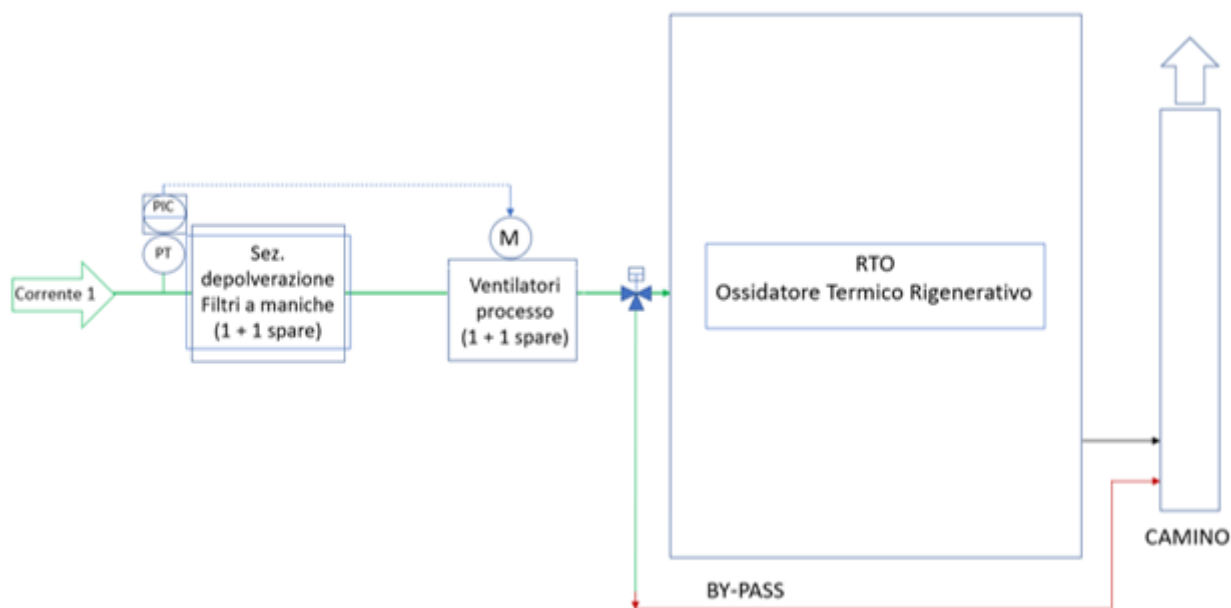 Corrente 1
PIC
PT
Sez.
depolverazione
Filtri a maniche
(1 + 1 spare)
M
Ventilatori
processo
(1 + 1 spare)
RTO
Ossidatore Termico Rigenerativo
BY-PASS
CAMINO